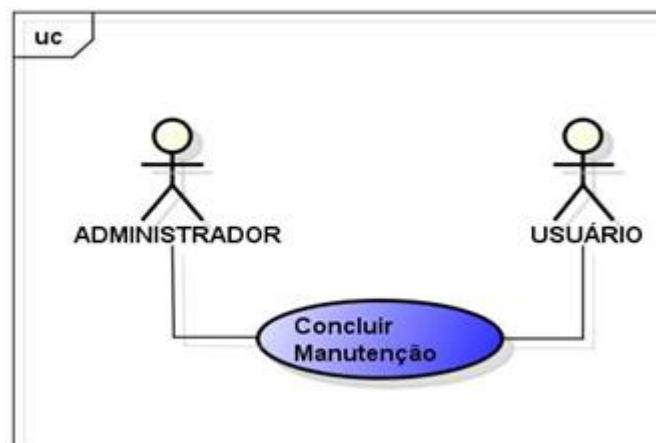 uc
ADMINISTRADOR
USUÁRIO
Concluir
Manutenção